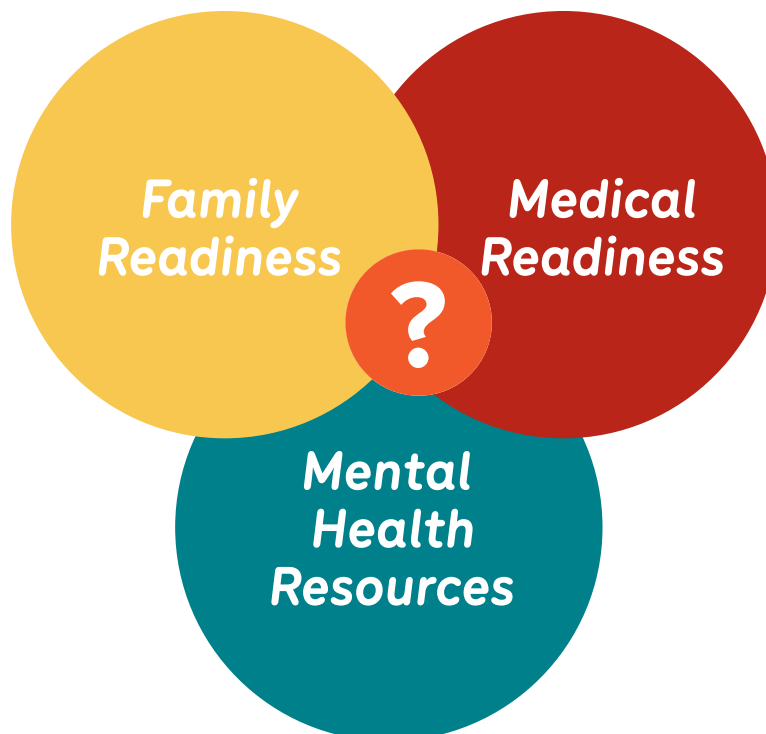 Family
Readiness
Medical
Readiness
?
Mental
Health
Resources